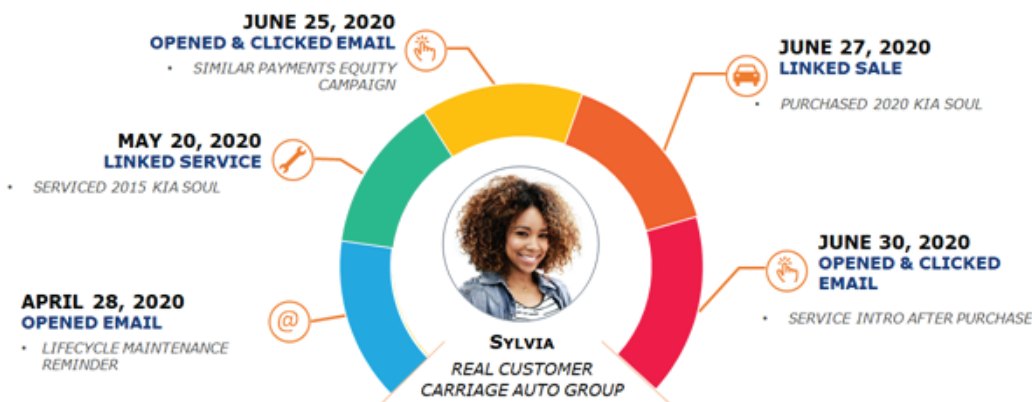 JUNE 25, 2020
OPENED & CLICKED EMAIL
• SIMILAR PAYMENTS EQUITY
CAMPAIGN
JUNE 27, 2020
LINKED SALE
• PURCHASED 2020 KIA SOUL
MAY 20, 2020
LINKED SERVICE
• SERVICED 2015 KIA SOUL
JUNE 30, 2020
OPENED & CLICKED
EMAIL
• SERVICE INTRO AFTER PURCHASE
APRIL 28, 2020
OPENED EMAIL
• LIFECYCLE MAINTENANCE
REMINDER
@
SYLVIA
REAL CUSTOMER
CARRIAGE AUTO GROUP